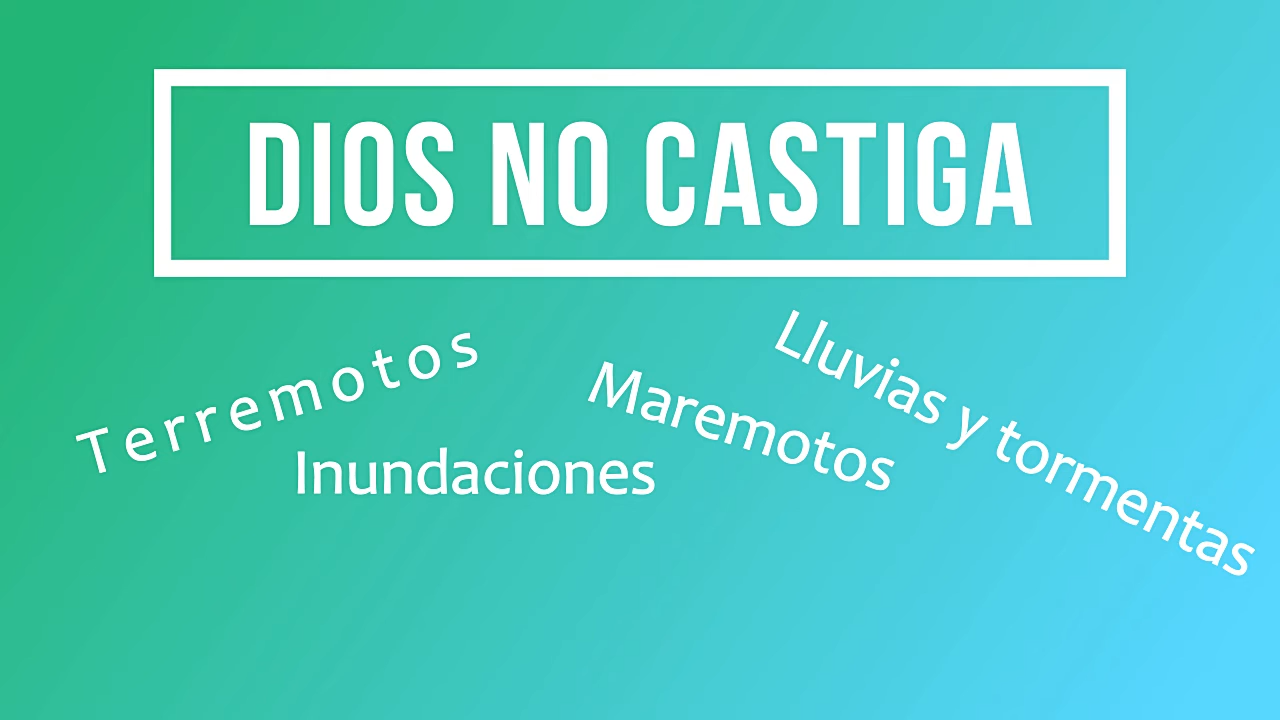 DIOS NO CASTIGA
Terremotos
Inundaciones
Maremotos
Lluvias y tormentas